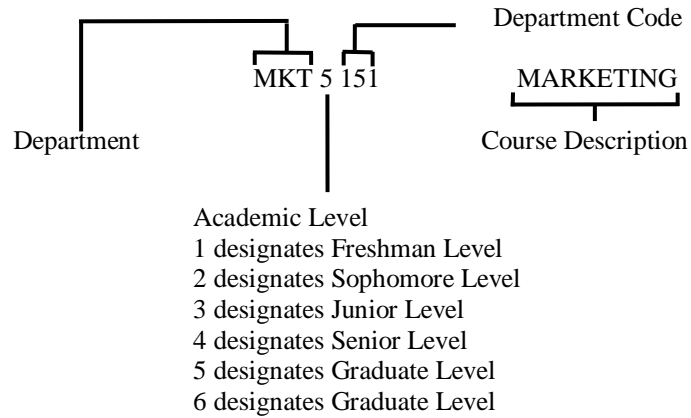 Department Code
MKT 5 151 MARKETING
Department Course Description
Academic Level
1 designates Freshman Level
2 designates Sophomore Level
3 designates Junior Level
4 designates Senior Level
5 designates Graduate Level
6 designates Graduate Level